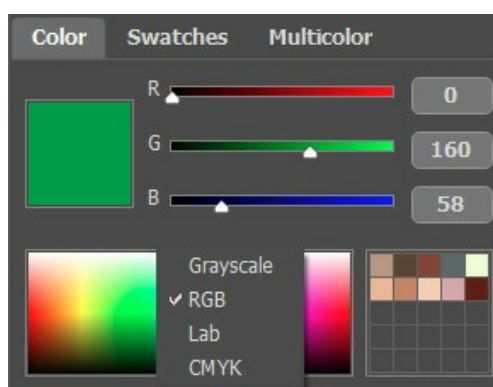 Color Swatches Multicolor
R 0
G 160
B 58
Grayscale
RGB
Lab
CMYK